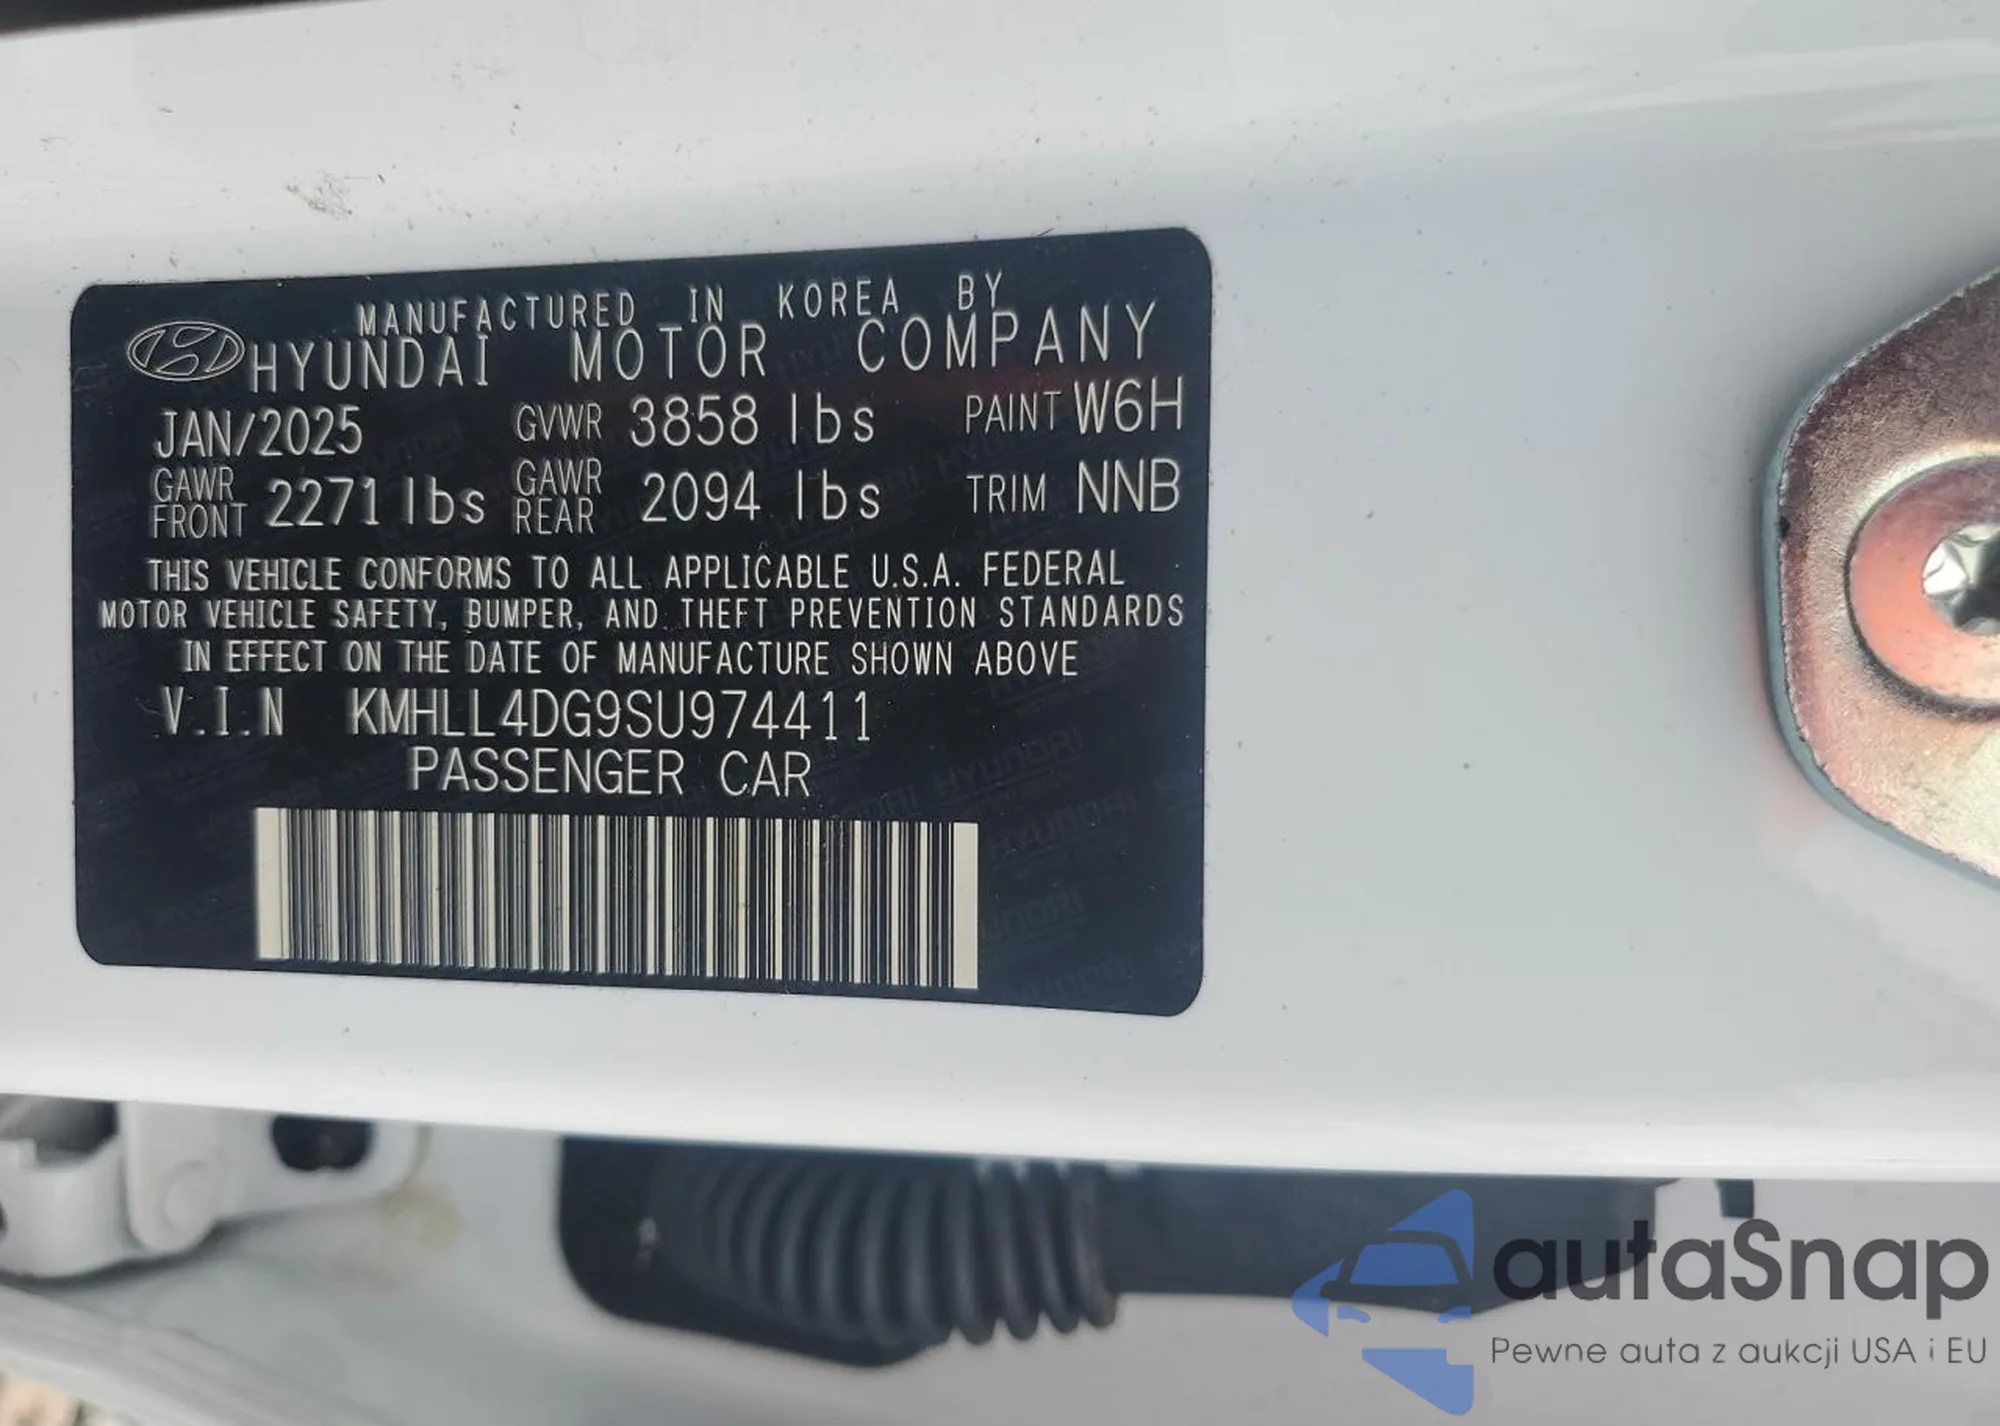 MANUFACTURED IN KOREA BY
HYUNDAI MOTOR COMPANY
JAN/2025 GVWR 3858 lbs PAINT W6H
GAWR FRONT 2271 lbs GAWR REAR 2094 lbs TRIM NNB
THIS VEHICLE CONFORMS TO ALL APPLICABLE U.S.A. FEDERAL
MOTOR VEHICLE SAFETY, BUMPER, AND THEFT PREVENTION STANDARDS
IN EFFECT ON THE DATE OF MANUFACTURE SHOWN ABOVE
V.I.N KMHLL4DG9SU974411
PASSENGER CAR
autaSnap
Pewne auta z aukcji USA i EU